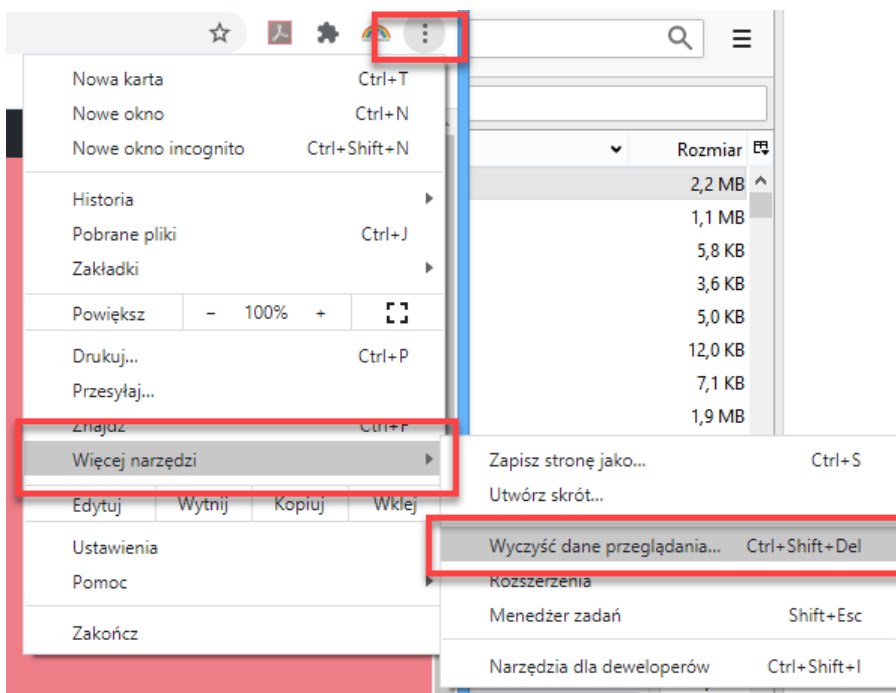 Nowa karta Ctrl+T
Nowe okno Ctrl+N
Nowe okno incognito Ctrl+Shift+N
Historia
Pobrane pliki Ctrl+J
Zakładki
Powiększ - 100% +
Drukuj... Ctrl+P
Przesyłaj...
Znajdź Ctrl+F
Więcej narzędzi
Edytuj Wytnij Kopiuj Wklej
Ustawienia
Pomoc
Zakończ
Rozmiar
2,2 MB
1,1 MB
5,8 KB
3,6 KB
5,0 KB
12,0 KB
7,1 KB
1,9 MB
Zapisz stronę jako... Ctrl+S
Utwórz skrót...
Wyczyść dane przeglądania... Ctrl+Shift+Del
Rozszerzenia
Menedżer zadań Shift+Esc
Narzędzia dla deweloperów Ctrl+Shift+I